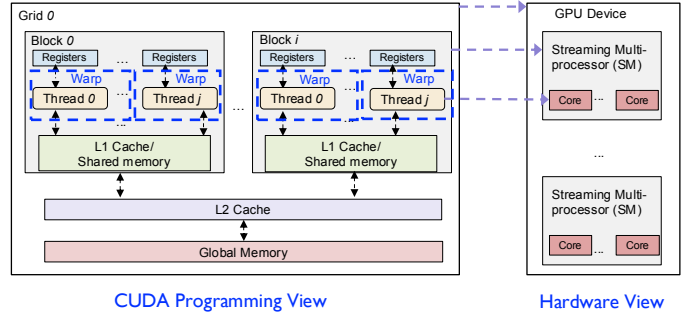 Grid 0
Block 0
Registers
...
Registers
Warp
Warp
Thread 0
...
Thread j
...
L1 Cache/
Shared memory
...
Block i
Registers
...
Registers
Warp
Warp
Thread 0
...
Thread j
...
L1 Cache/
Shared memory
L2 Cache
Global Memory
CUDA Programming View
GPU Device
Streaming Multi-
processor (SM)
Core
...
Core
...
Streaming Multi-
processor (SM)
Core
...
Core
Hardware View